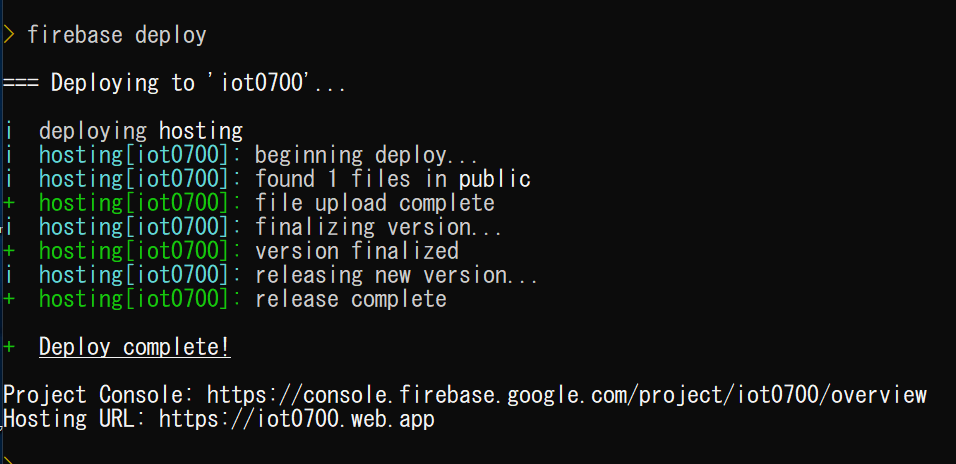 > firebase deploy
=== Deploying to 'iot0700'...
i deploying hosting
i hosting[iot0700]: beginning deploy...
i hosting[iot0700]: found 1 files in public
+ hosting[iot0700]: file upload complete
i hosting[iot0700]: finalizing version...
+ hosting[iot0700]: version finalized
i hosting[iot0700]: releasing new version...
+ hosting[iot0700]: release complete
+ Deploy complete!
Project Console: https://console.firebase.google.com/project/iot0700/overview
Hosting URL: https://iot0700.web.app
>